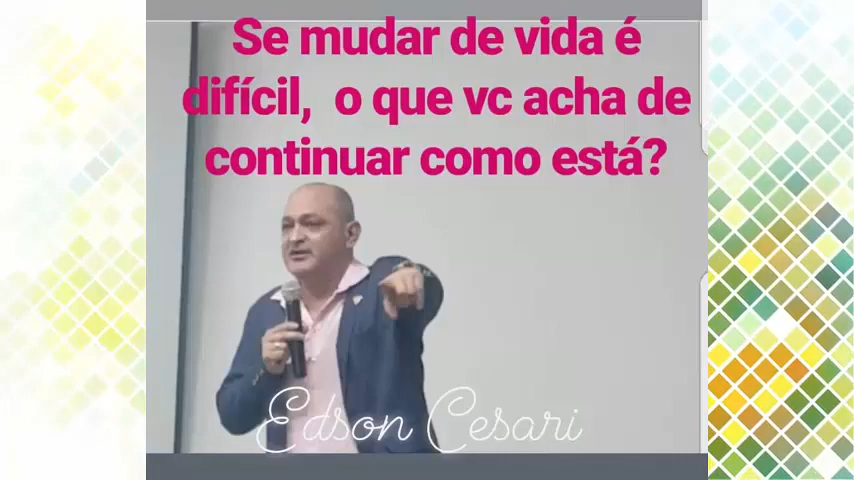 Se mudar de vida é
difícil, o que vc acha de
continuar como está?
Edson Cesari